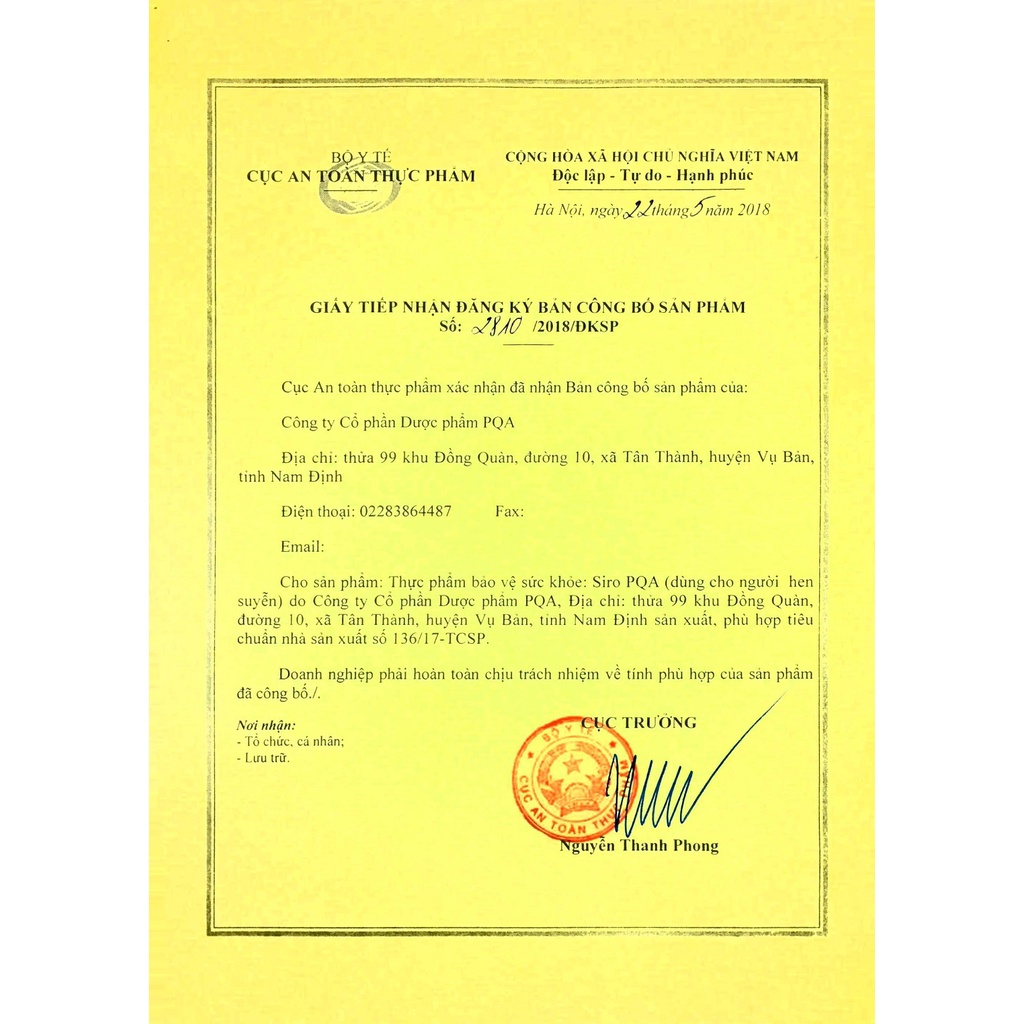 BỘ Y TẾ
CỤC AN TOÀN THỰC PHẨM
CỘNG HÒA XÃ HỘI CHỦ NGHĨA VIỆT NAM
Độc lập - Tự do - Hạnh phúc
Hà Nội, ngày 22 tháng 5 năm 2018
GIẤY TIẾP NHẬN ĐĂNG KÝ BẢN CÔNG BỐ SẢN PHẨM
Số: 2810 /2018/ĐKSP
Cục An toàn thực phẩm xác nhận đã nhận Bản công bố sản phẩm của:
Công ty Cổ phần Dược phẩm PQA
Địa chỉ: thửa 99 khu Đồng Quàn, đường 10, xã Tân Thành, huyện Vụ Bản,
tỉnh Nam Định
Điện thoại: 02283864487 Fax:
Email:
Cho sản phẩm: Thực phẩm bảo vệ sức khỏe: Siro PQA (dùng cho người hen
suyễn) do Công ty Cổ phần Dược phẩm PQA, Địa chỉ: thửa 99 khu Đồng Quàn,
đường 10, xã Tân Thành, huyện Vụ Bản, tỉnh Nam Định sản xuất, phù hợp tiêu
chuẩn nhà sản xuất số 136/17-TCSP.
Doanh nghiệp phải hoàn toàn chịu trách nhiệm về tính phù hợp của sản phẩm
đã công bố./.
Nơi nhận:
- Tổ chức, cá nhân;
- Lưu trữ.
CỤC TRƯỞNG
BỘ Y TẾ
CỤC AN TOÀN THỰC PHẨM
Nguyễn Thanh Phong